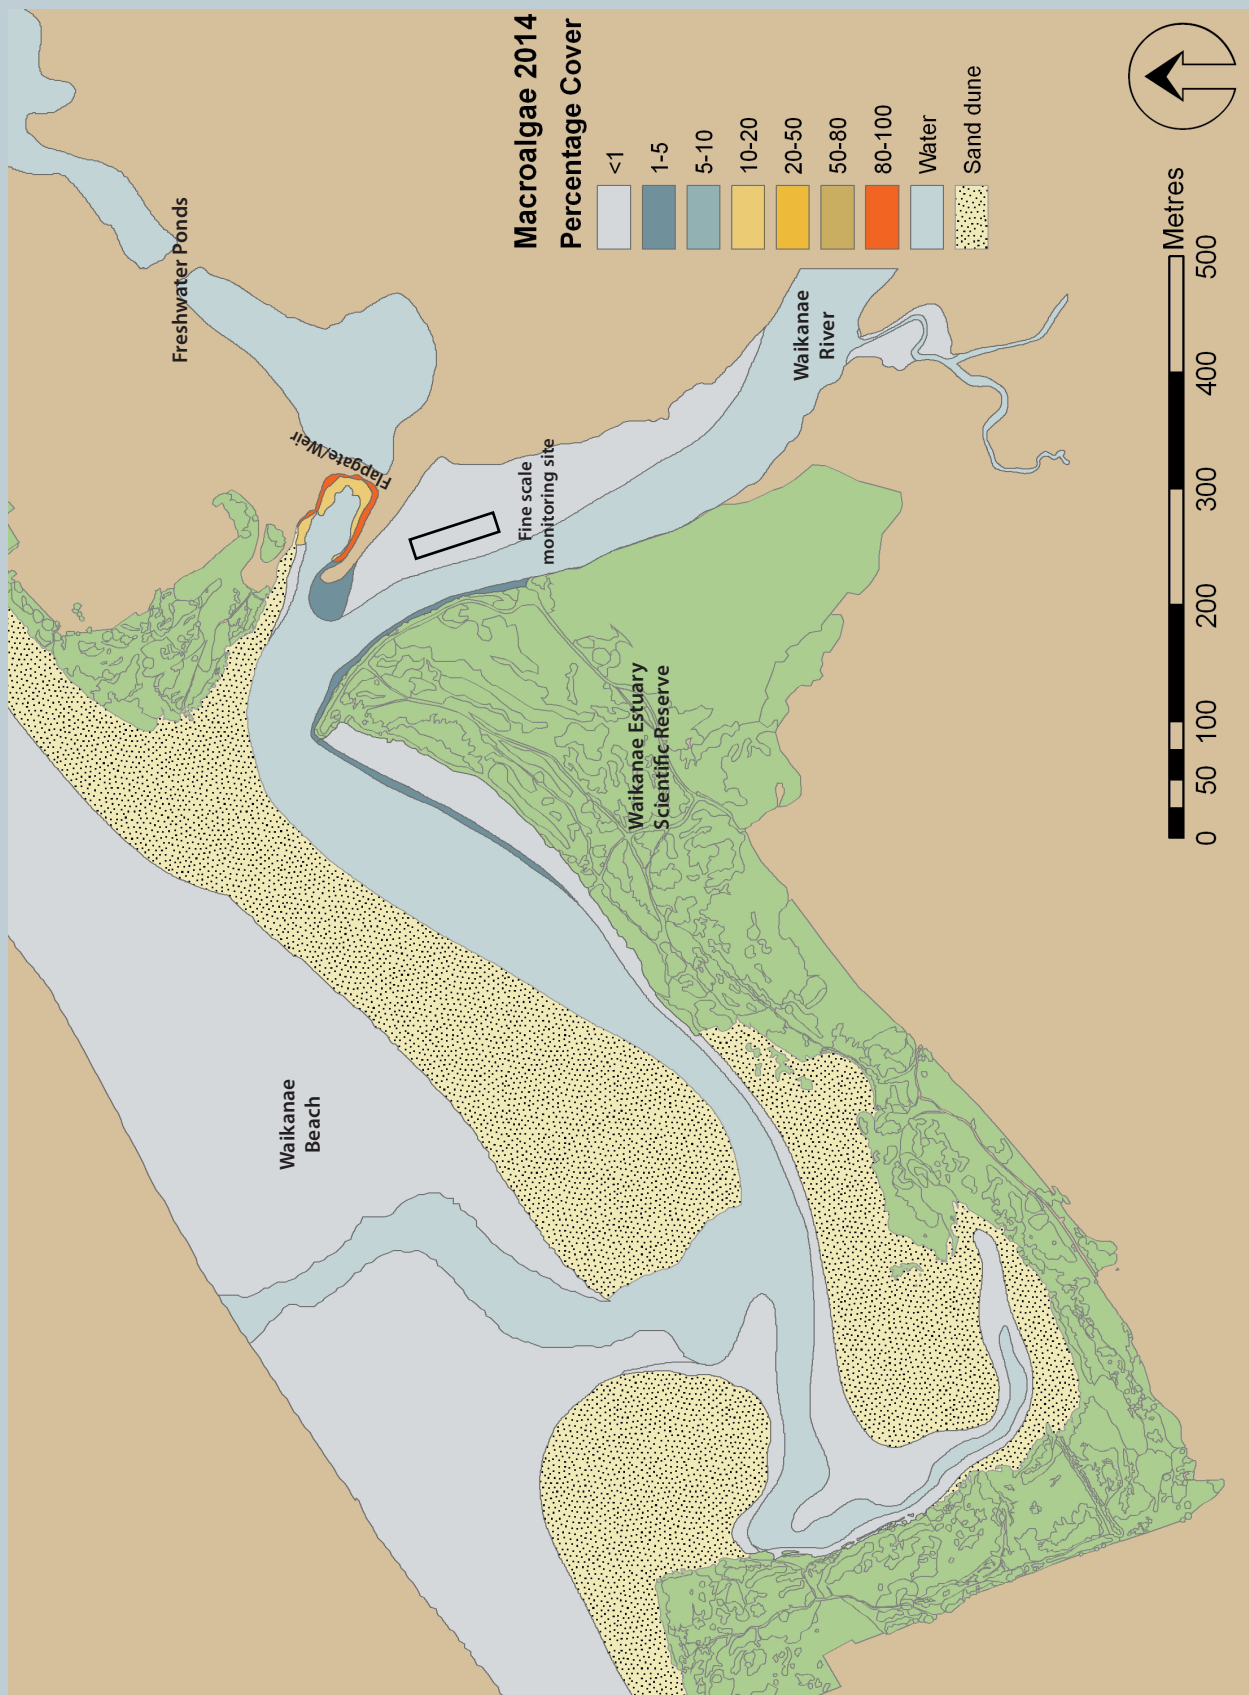 Macroalgae 2014
Percentage Cover
<1
1-5
5-10
10-20
20-50
50-80
80-100
Water
Sand dune
Freshwater Ponds
Flapgate/Weir
Fine scale
monitoring site
Waikanae
River
Waikanae Estuary
Scientific Reserve
Waikanae
Beach
0 50 100 200 300 400 500
Metres